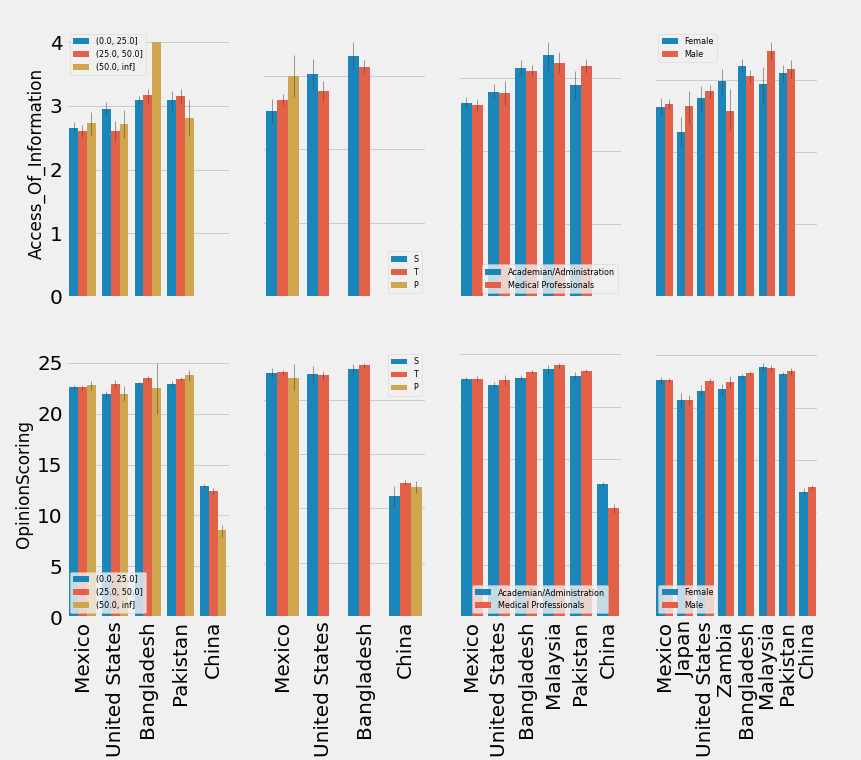 4
3
2
1
0
Access_Of_Information
(0.0, 25.0]
(25.0, 50.0]
(50.0, inf]
S
T
P
Academian/Administration
Medical Professionals
Female
Male
25
20
15
10
5
0
OpinionScoring
(0.0, 25.0]
(25.0, 50.0]
(50.0, inf]
S
T
P
Academian/Administration
Medical Professionals
Female
Male
Mexico
United States
Bangladesh
Pakistan
China
Mexico
United States
Bangladesh
China
Mexico
United States
Bangladesh
Malaysia
Pakistan
China
Mexico
Japan
United States
Zambia
Bangladesh
Malaysia
Pakistan
China